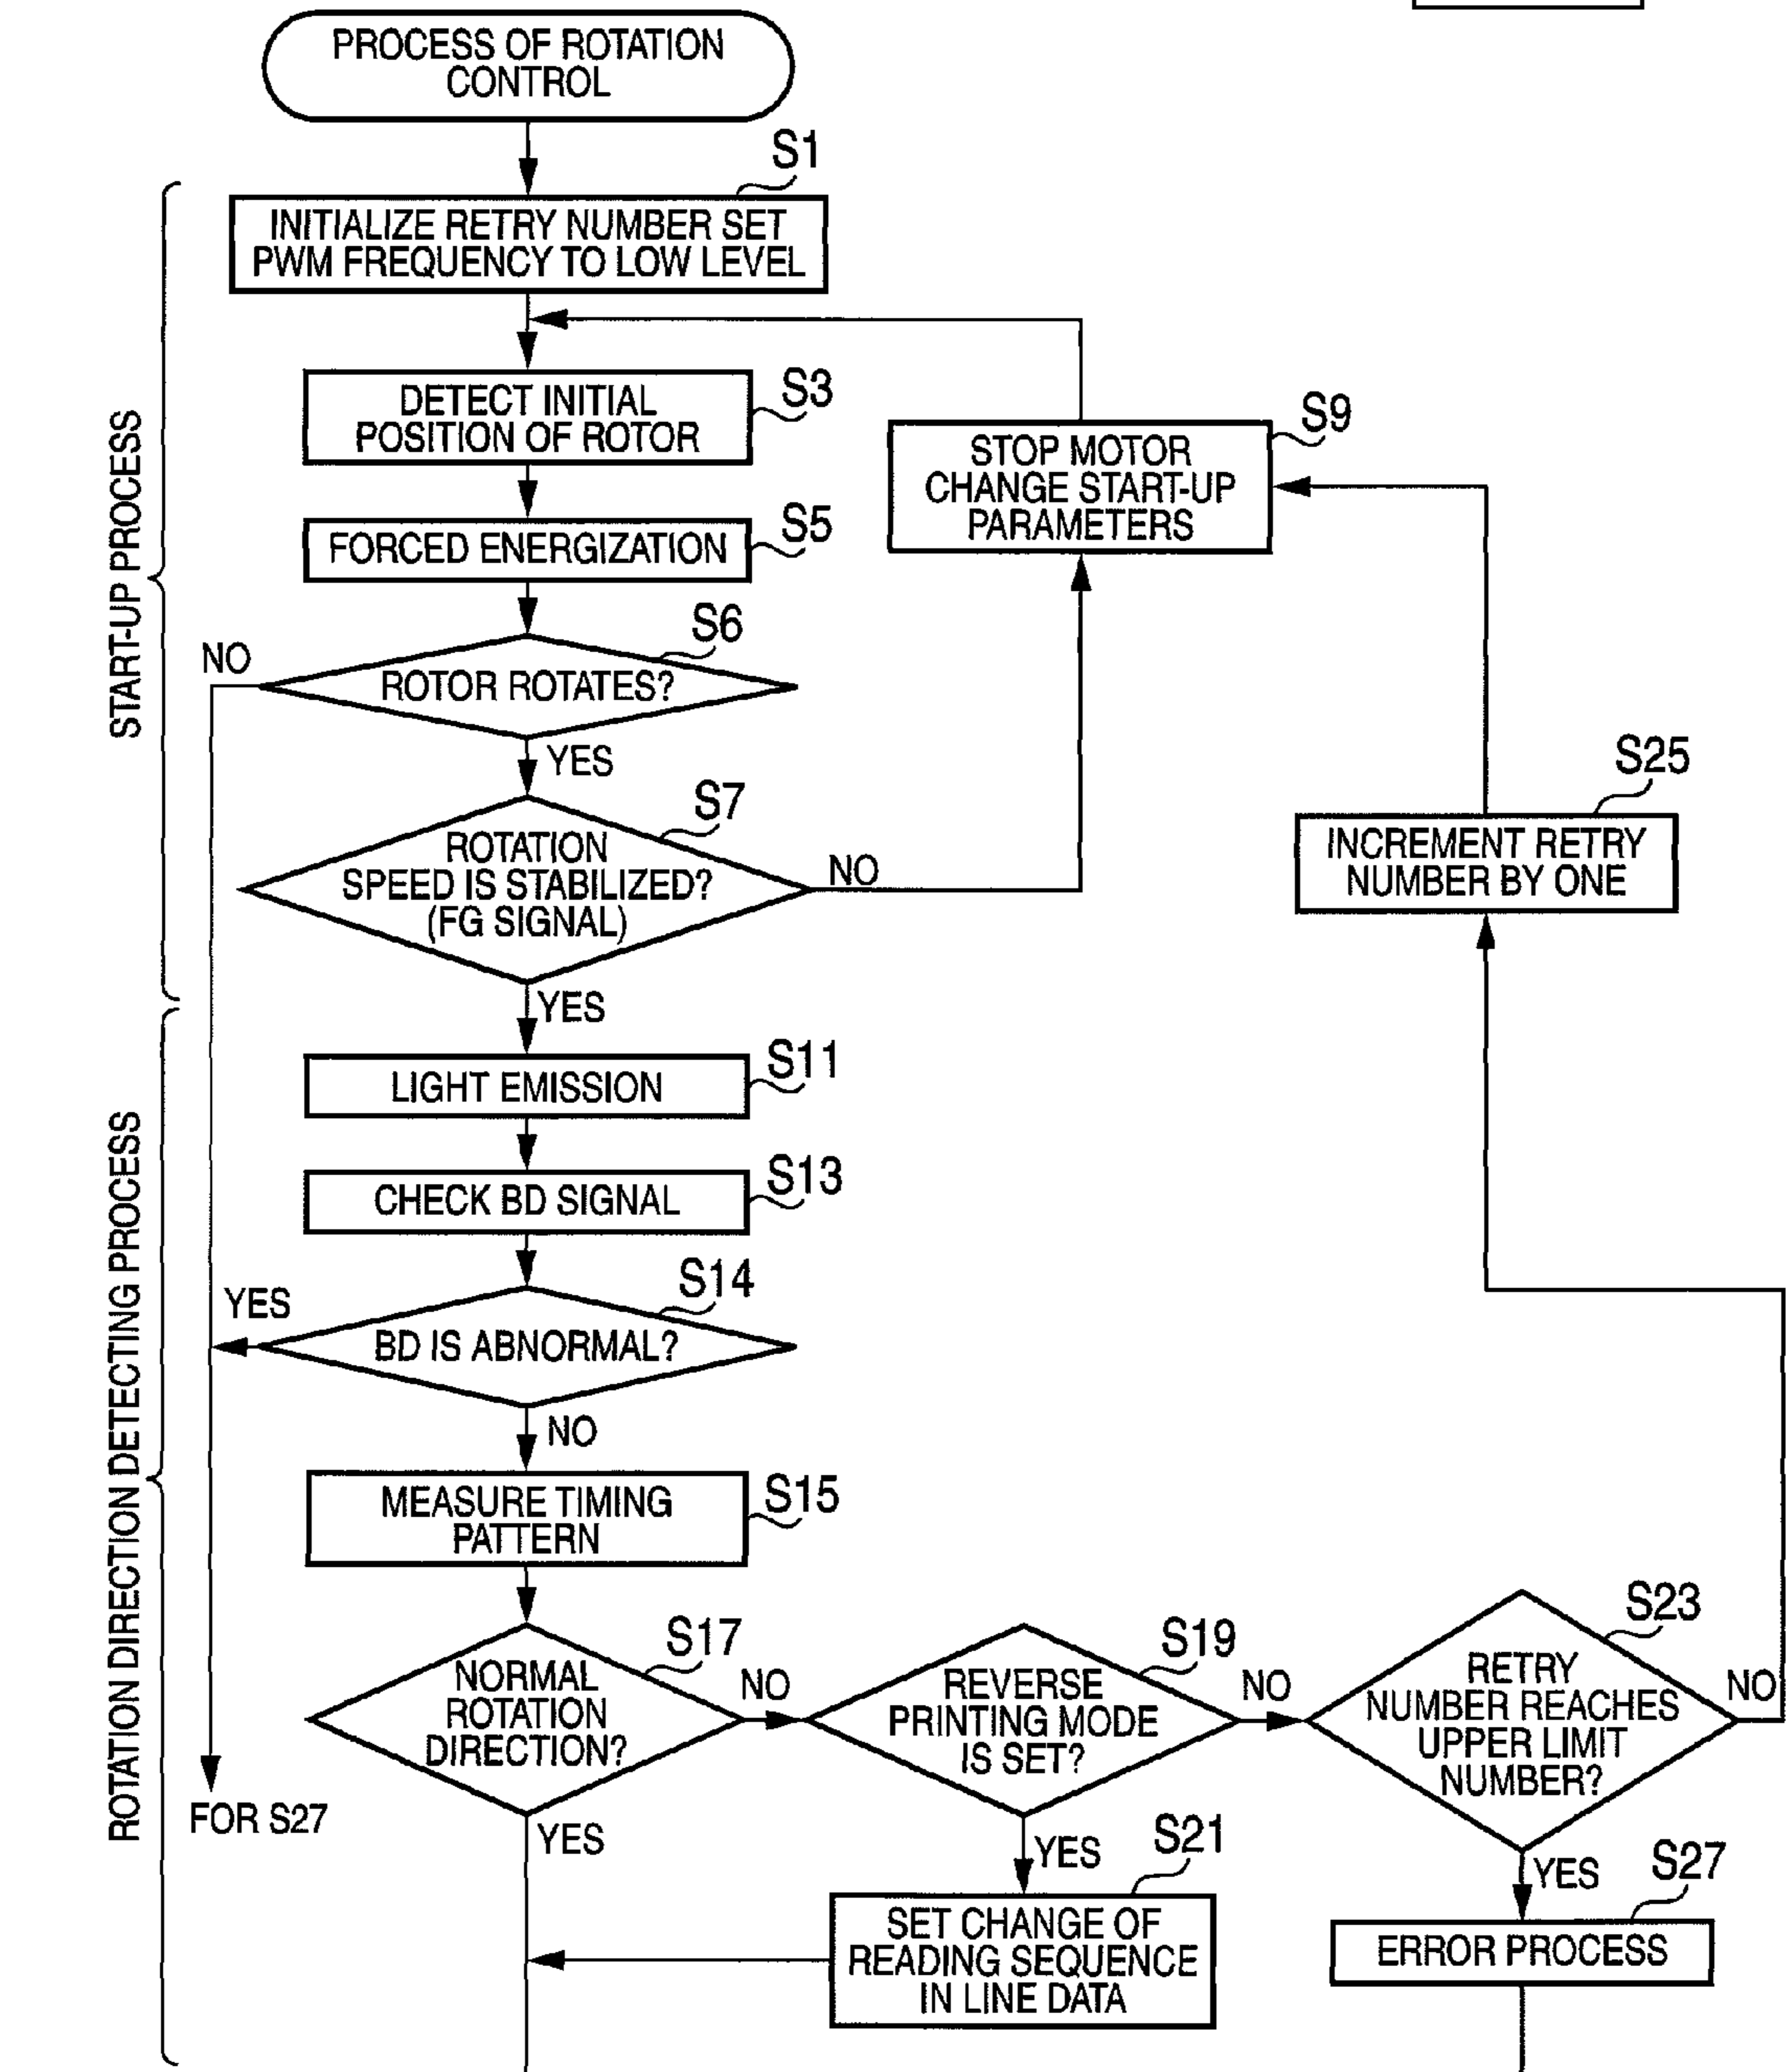 PROCESS OF ROTATION
CONTROL
S1
INITIALIZE RETRY NUMBER SET
PWM FREQUENCY TO LOW LEVEL
START-UP PROCESS
DETECT INITIAL
POSITION OF ROTOR
S3
STOP MOTOR
CHANGE START-UP
PARAMETERS
S9
FORCED ENERGIZATION
S5
S6
NO
ROTOR ROTATES?
YES
S7
ROTATION
SPEED IS STABILIZED?
(FG SIGNAL)
NO
S25
INCREMENT RETRY
NUMBER BY ONE
YES
ROTATION DIRECTION DETECTING PROCESS
LIGHT EMISSION
S11
CHECK BD SIGNAL
S13
S14
YES
BD IS ABNORMAL?
NO
MEASURE TIMING
PATTERN
S15
S17
NORMAL
ROTATION
DIRECTION?
NO
S19
REVERSE
PRINTING MODE
IS SET?
NO
S23
RETRY
NUMBER REACHES
UPPER LIMIT
NUMBER?
NO
FOR S27
YES
YES
S21
SET CHANGE OF
READING SEQUENCE
IN LINE DATA
YES
S27
ERROR PROCESS